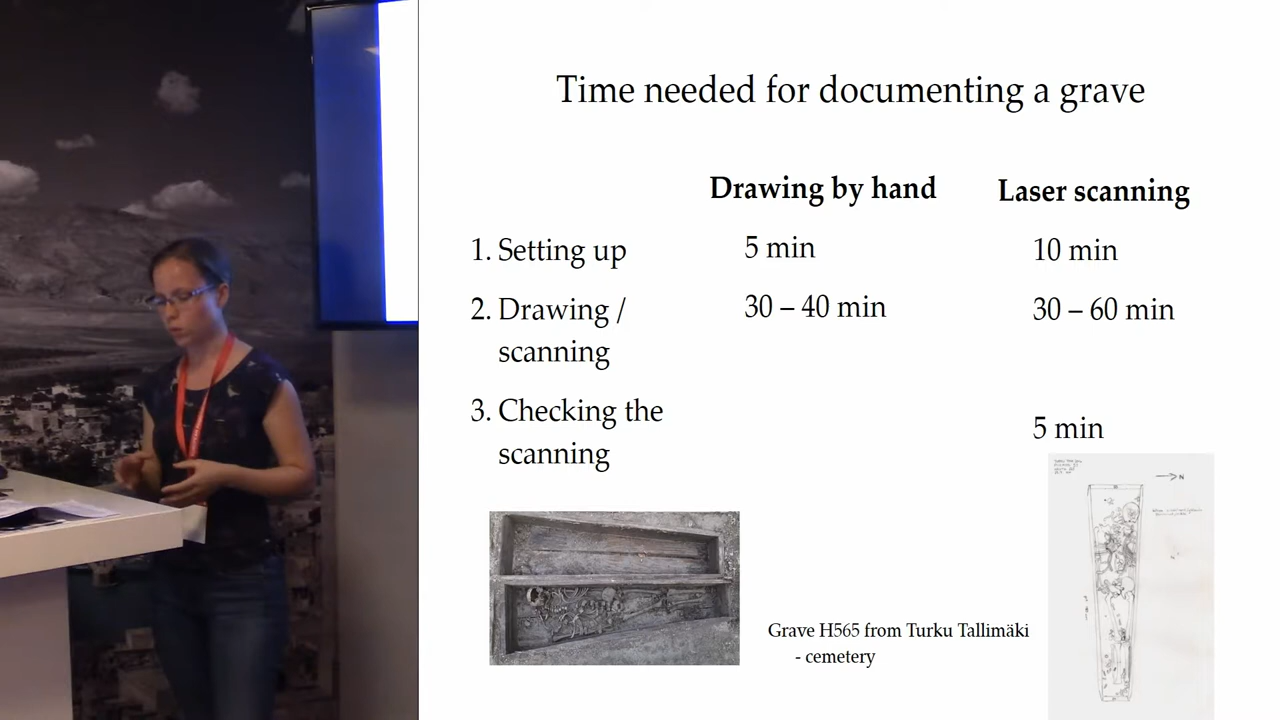 Time needed for documenting a grave
Drawing by hand Laser scanning
1. Setting up 5 min 10 min
2. Drawing / 30 – 40 min 30 – 60 min
scanning
3. Checking the
5 min
scanning
Grave H565 from Turku Tallimäki
- cemetery
N